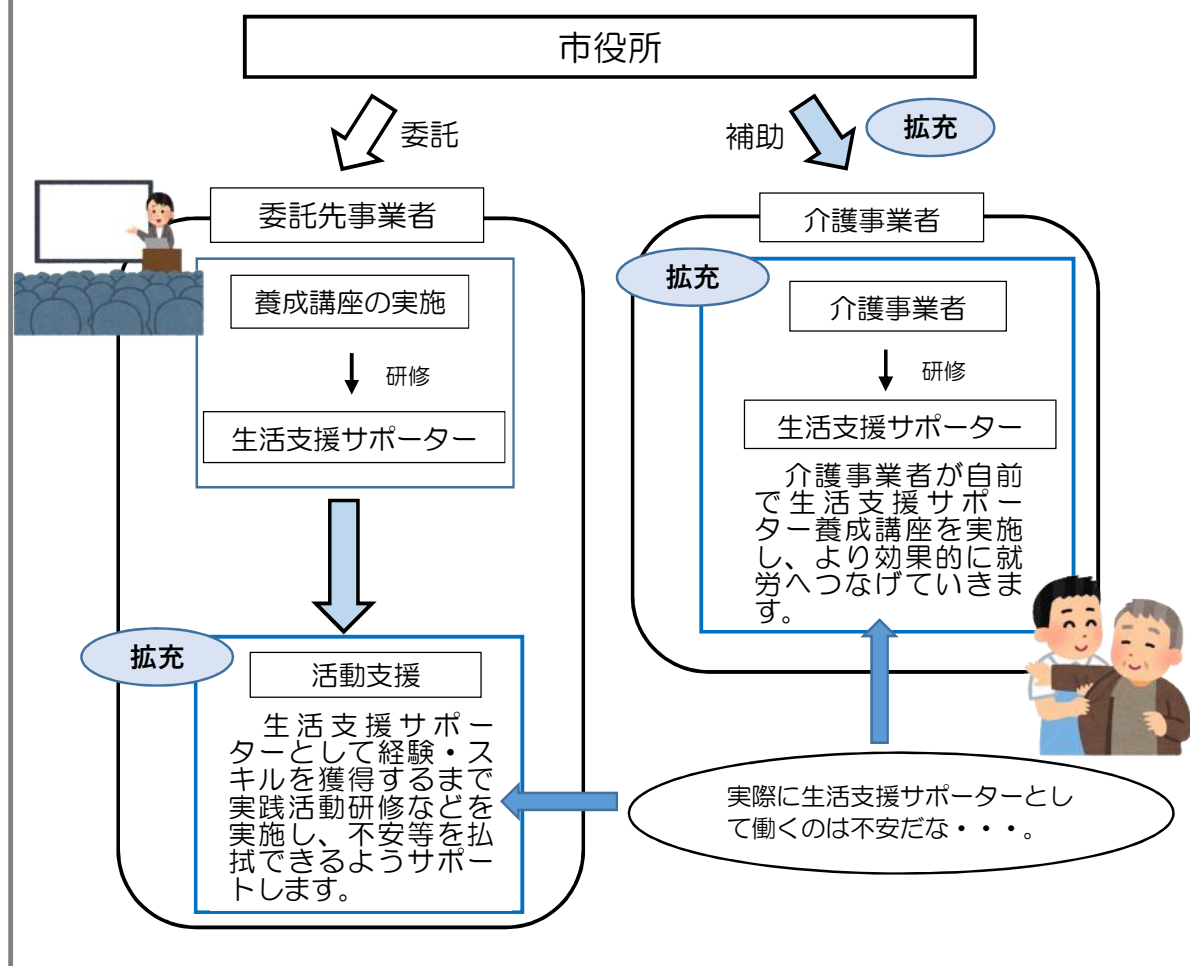 市役所
委託
補助
拡充
委託先事業者
養成講座の実施
研修
生活支援サポーター
拡充
活動支援
生活支援サポー
ターとして経験・ス
キルを獲得するまで
実践活動研修などを
実施し、不安等を払
拭できるようサポー
トします。
介護事業者
拡充
介護事業者
研修
生活支援サポーター
介護事業者が自前
で生活支援サポー
ター養成講座を実施
し、より効果的に就
労へつなげていきま
す。
実際に生活支援サポーターとし
て働くのは不安だな・・・。